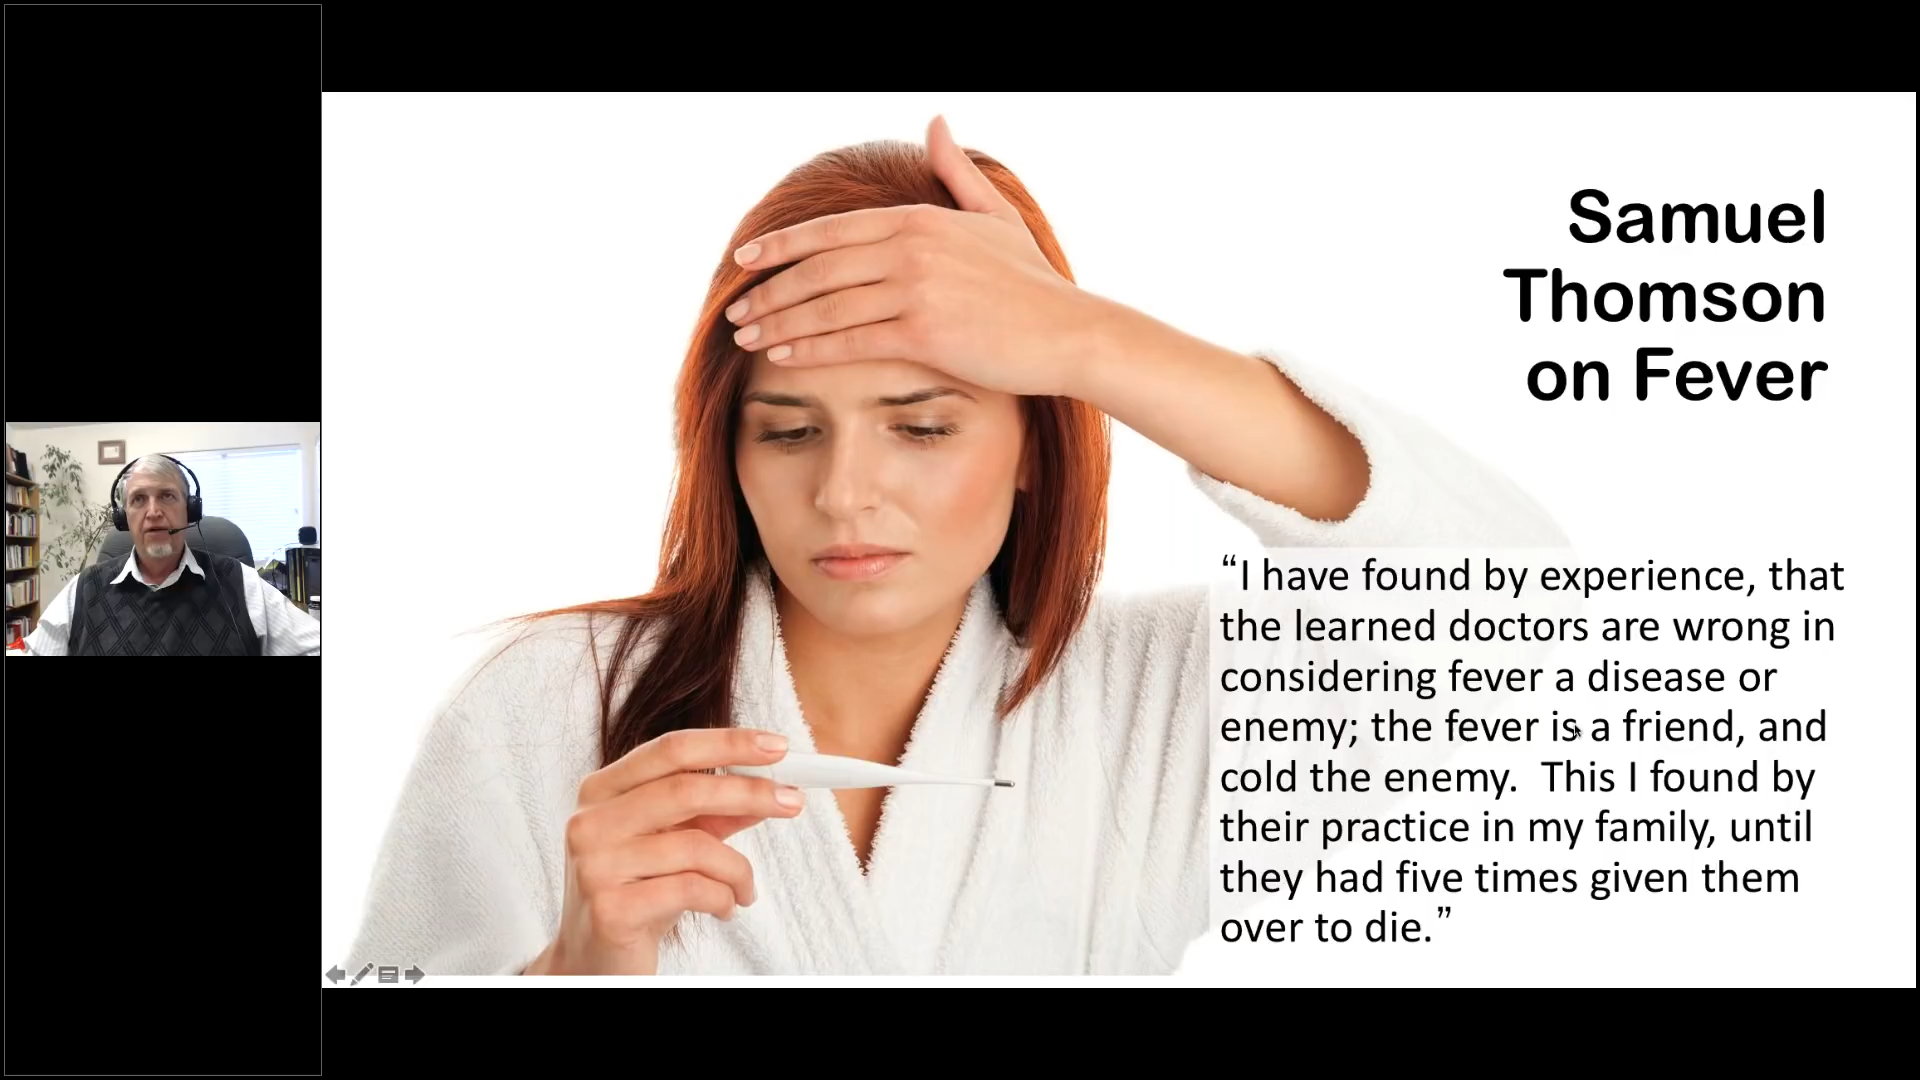 Samuel
Thomson
on Fever
“I have found by experience, that
the learned doctors are wrong in
considering fever a disease or
enemy; the fever is a friend, and
cold the enemy.  This I found by
their practice in my family, until
they had five times given them
over to die.”